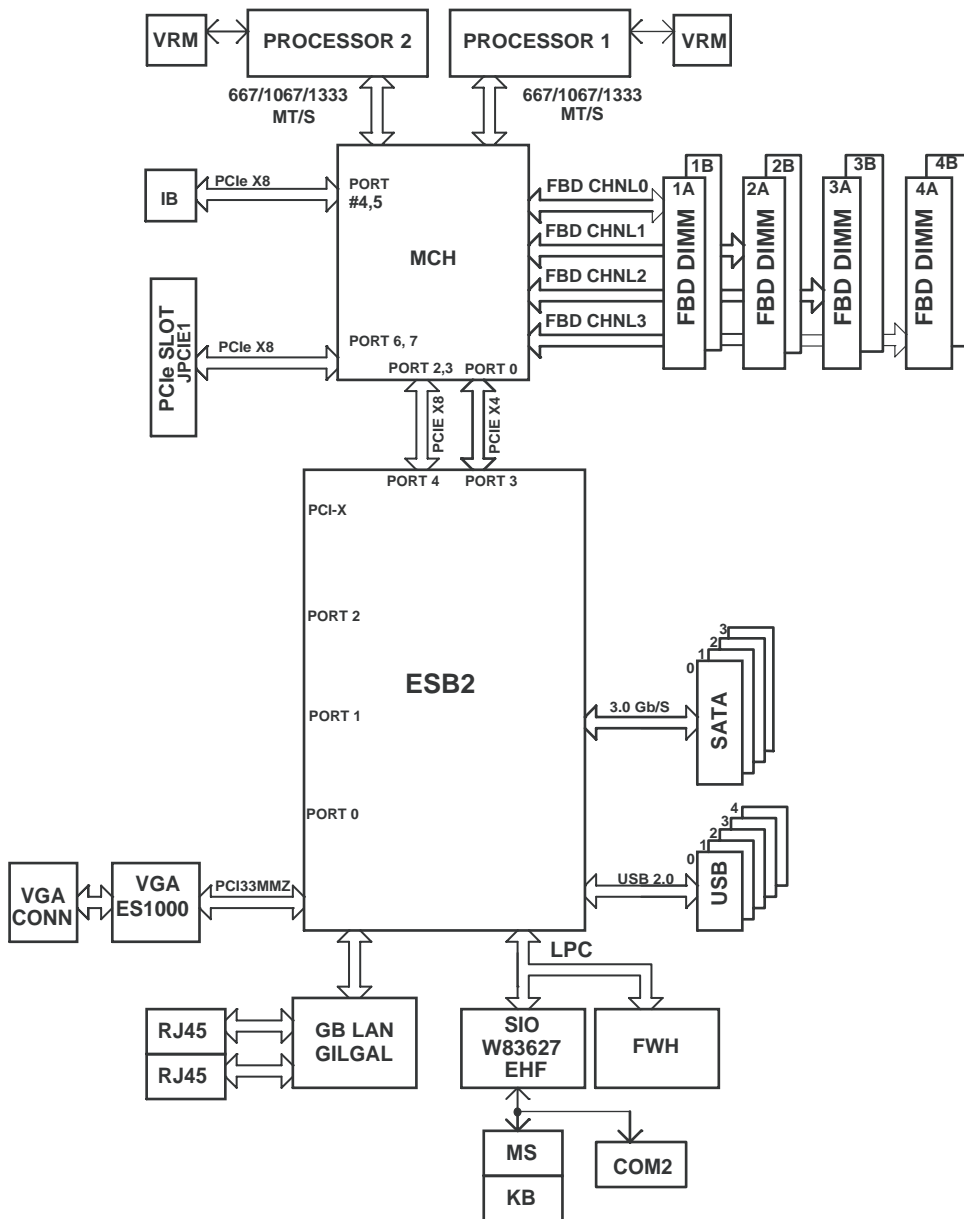 VRM
PROCESSOR 2
PROCESSOR 1
VRM
667/1067/1333
MT/S
667/1067/1333
MT/S
IB
PCIe X8
PORT
#4,5
MCH
PORT 6, 7
PORT 2,3
PORT 0
PCIe SLOT
JPCIE1
PCIe X8
FBD CHNL0
FBD CHNL1
FBD CHNL2
FBD CHNL3
1B
1A
FBD DIMM
2B
2A
FBD DIMM
3B
3A
FBD DIMM
4B
4A
FBD DIMM
PCIE X8
PCIE X4
PORT 4
PORT 3
PCI-X
PORT 2
ESB2
PORT 1
PORT 0
3.0 Gb/S
3
2
1
0
SATA
USB 2.0
4
3
2
1
0
USB
VGA
CONN
VGA
ES1000
PCI33MMZ
LPC
RJ45
RJ45
GB LAN
GILGAL
SIO
W83627
EHF
FWH
MS
KB
COM2